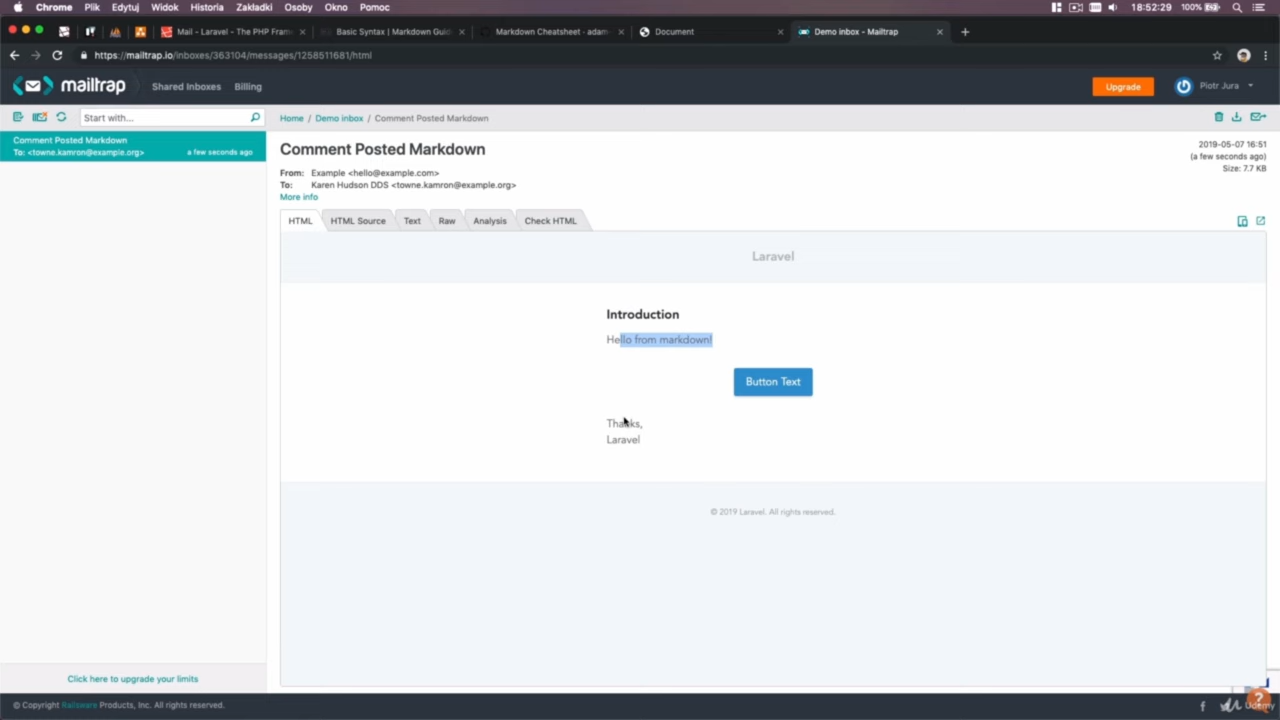 Chrome Plik Edytuj Widok Historia Zakładki Osoby Okno Pomoc 18:52:29 100%
Mail - Laravel - The PHP Fram
Basic Syntax | Markdown Guid
Markdown Cheatsheet - adam-
Document
Demo inbox - Mailtrap
https://mailtrap.io/inboxes/363104/messages/1258511681/html
mailtrap Shared Inboxes Billing Upgrade Piotr Jura
Start with...
Home / Demo inbox / Comment Posted Markdown
Comment Posted Markdown
To: <towne.kamron@example.org> a few seconds ago
Comment Posted Markdown
2019-05-07 16:51
(a few seconds ago)
Size: 7.7 KB
From: Example <hello@example.com>
To: Karen Hudson DDS <towne.kamron@example.org>
More info
HTML HTML Source Text Raw Analysis Check HTML
Laravel
Introduction
Hello from markdown!
Button Text
Thanks,
Laravel
© 2019 Laravel. All rights reserved.
Click here to upgrade your limits
© Copyright Railsware Products, Inc. All rights reserved.
Udemy